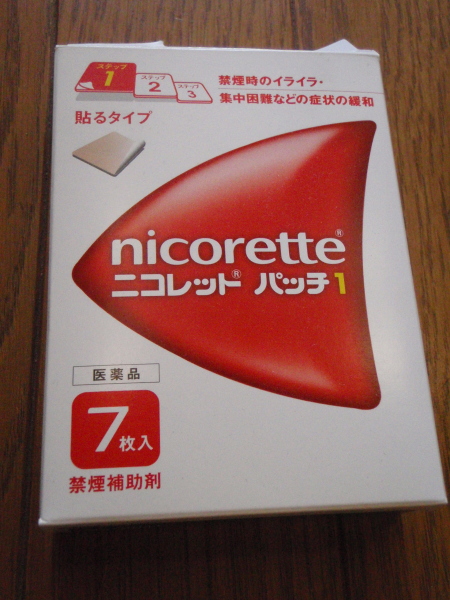 ステップ
1
ステップ
2
ステップ
3
禁煙時のイライラ・
集中困難などの症状の緩和
貼るタイプ
nicorette®
ニコレット® パッチ1
医薬品
7枚入
禁煙補助剤